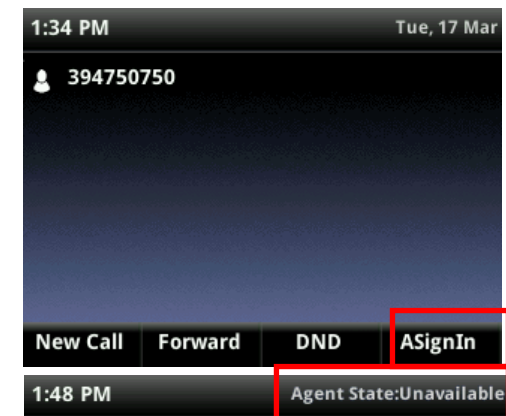 1:34 PM Tue, 17 Mar
394750750
New Call Forward DND ASignIn
1:48 PM Agent State:Unavailable